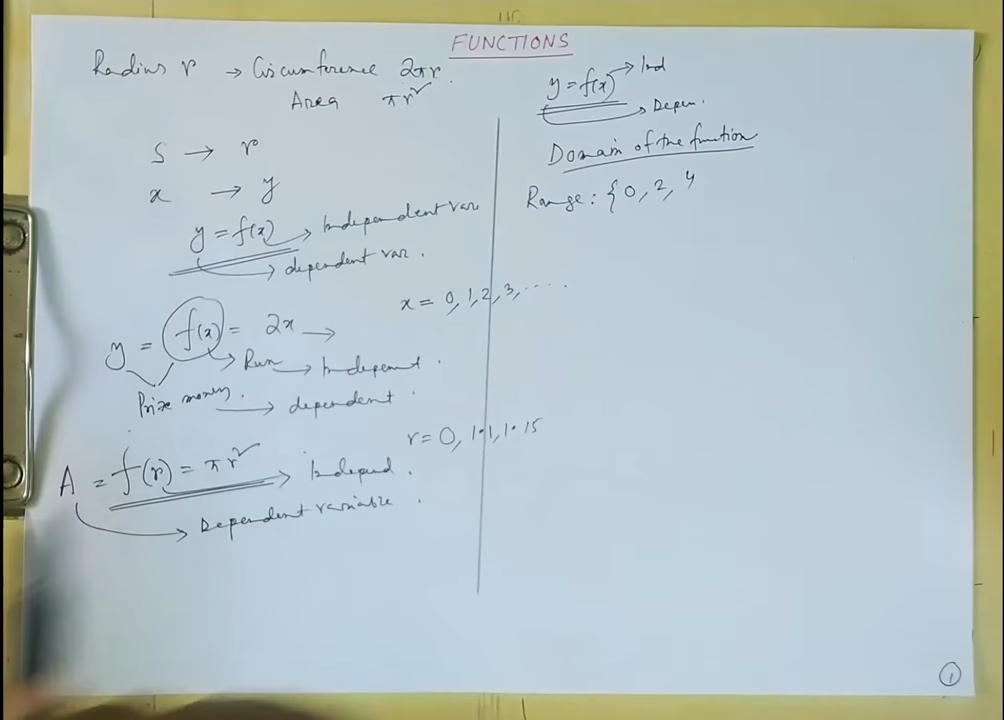 FUNCTIONS
Radius r → Circumference 2πr.
Area πr²
S → r
x → y
y = f(x) → Independent var
→ dependent var.
x = 0, 1, 2, 3, .....
y = f(x) = 2x →
→ Run → Independent.
Prize money. → dependent.
r = 0, 1.1, 1.15
A = f(r) = πr² → Independ.
→ Dependent variable.
y = f(x) → Ind
→ Depen.
Domain of the function
Range : { 0, 2, 4
1